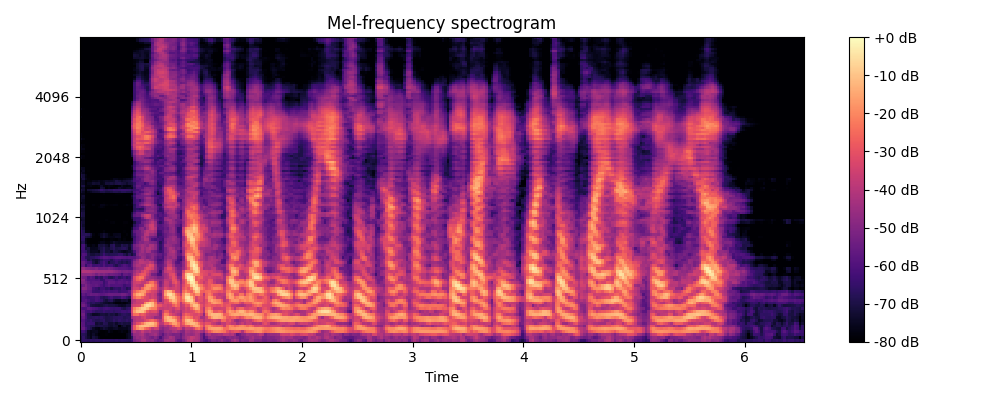 Mel-frequency spectrogram
Hz
4096
2048
1024
512
0
0 1 2 3 4 5 6
Time
+0 dB
-10 dB
-20 dB
-30 dB
-40 dB
-50 dB
-60 dB
-70 dB
-80 dB